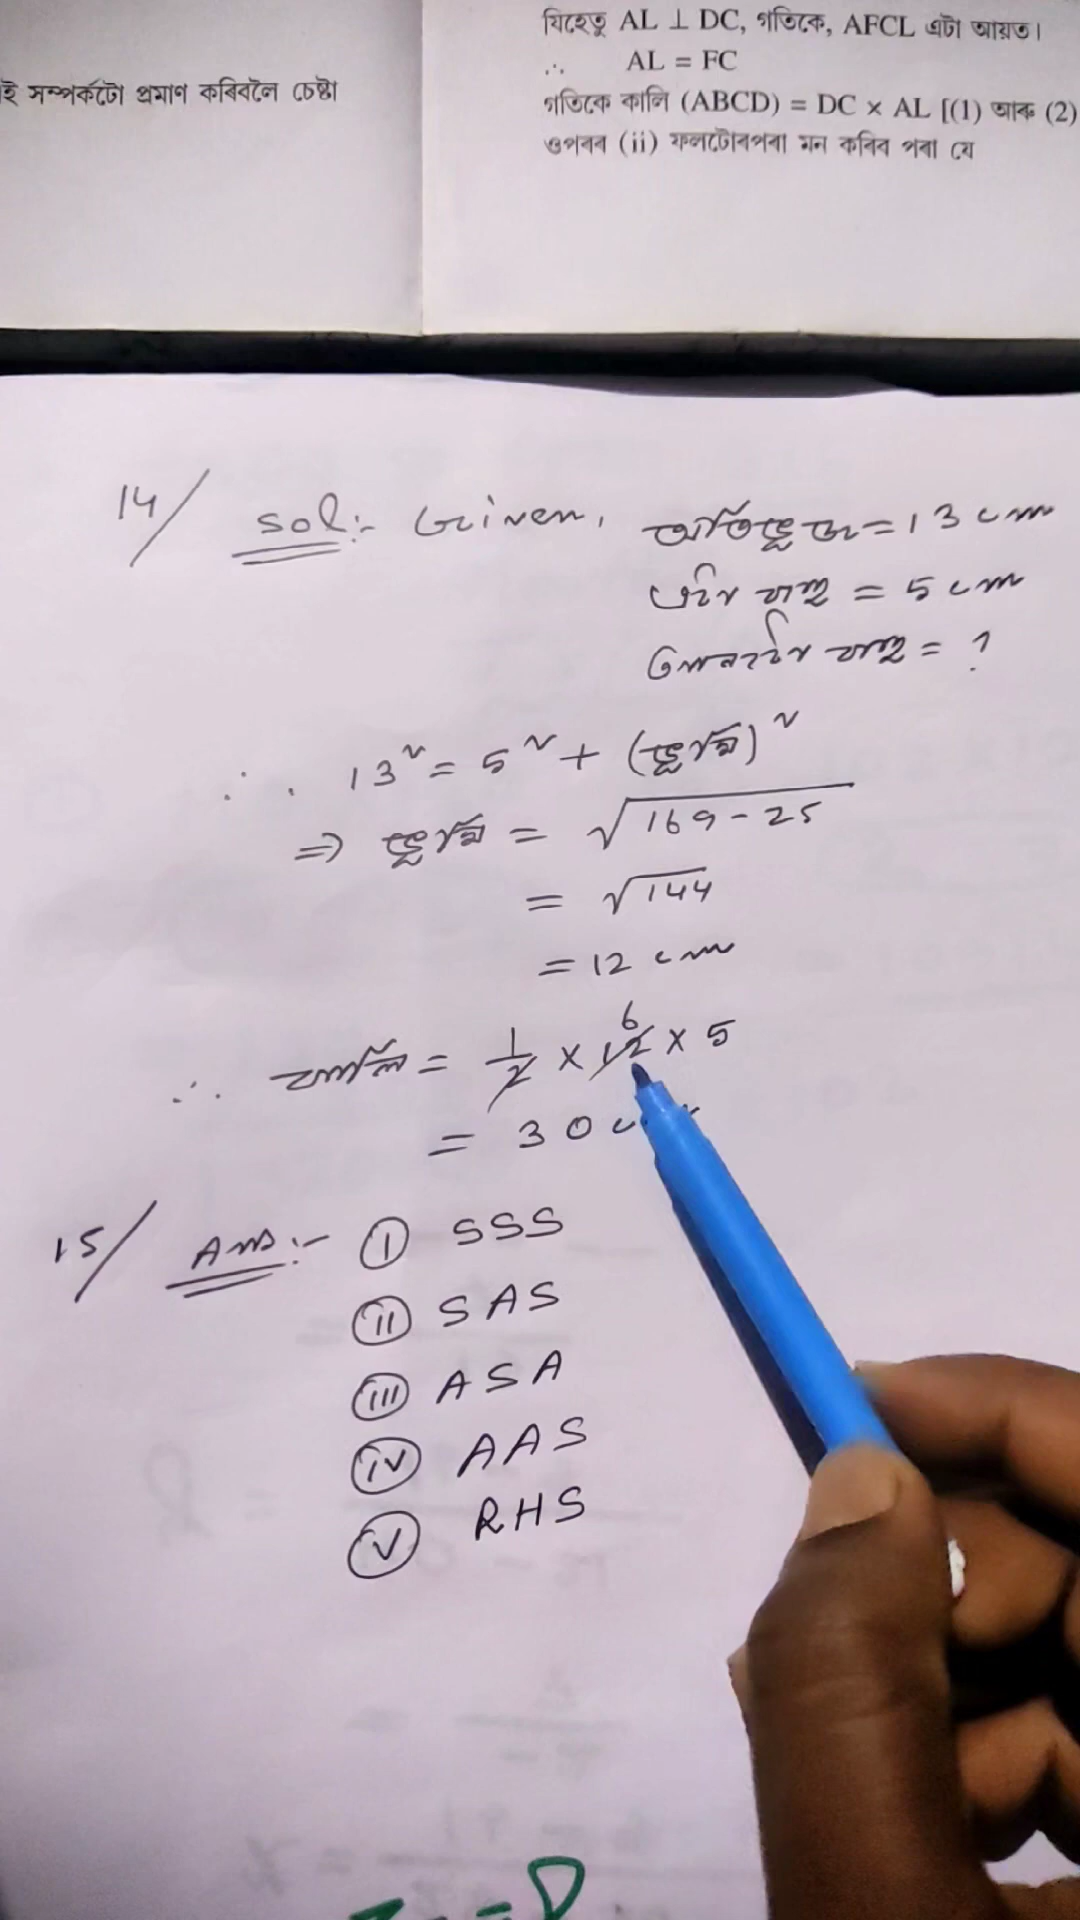 যিহেতু AL ⊥ DC, গতিকে, AFCL এটা আয়ত।
∴ AL = FC
গতিকে কালি (ABCD) = DC × AL [(1) আৰু (2)
ওপৰৰ (ii) ফলটোৰপৰা মন কৰিব পৰা যে
ই সম্পৰ্কটো প্ৰমাণ কৰিবলৈ চেষ্টা
14/ Sol:- Given, অতিভূজ = 13 cm
এটা বাহু = 5 cm
আনটো বাহু = ?
∴ 13² = 5² + (ভূমি)²
⇒ ভূমি = √169-25
= √144
= 12 cm
∴ কালি = 1/2 × 12 6 × 5
= 30
15/ Ans:- (i) SSS
(ii) SAS
(iii) ASA
(iv) AAS
(v) RHS